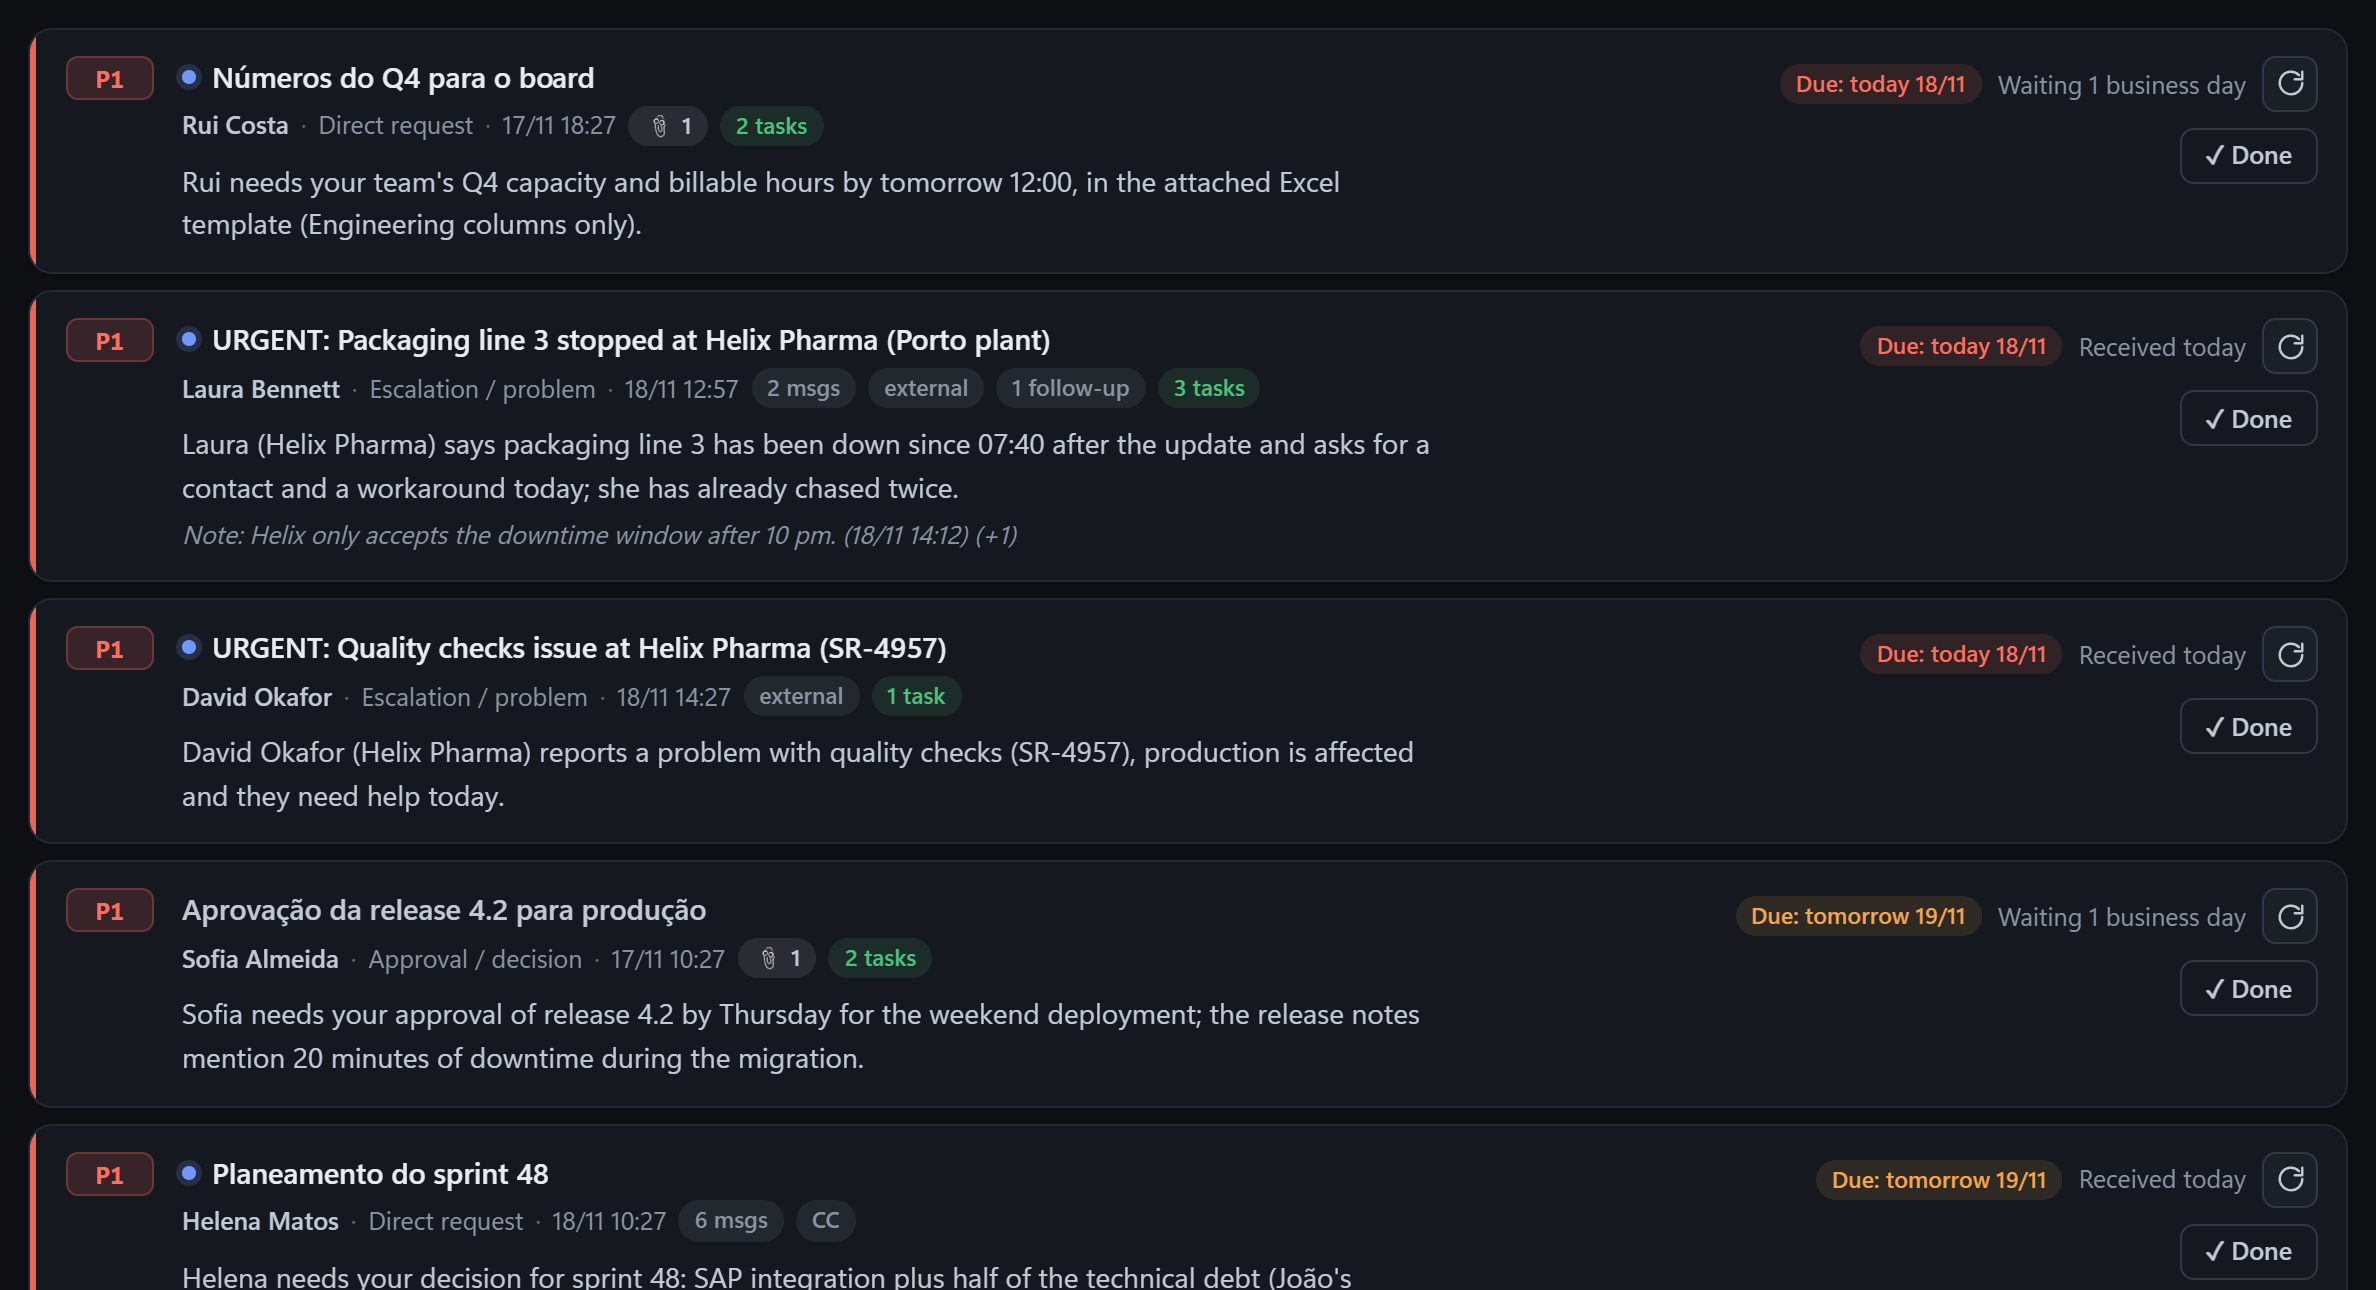 P1 Números do Q4 para o board Due: today 18/11 Waiting 1 business day
Rui Costa · Direct request · 17/11 18:27 1 2 tasks
✓ Done
Rui needs your team's Q4 capacity and billable hours by tomorrow 12:00, in the attached Excel
template (Engineering columns only).
P1 URGENT: Packaging line 3 stopped at Helix Pharma (Porto plant) Due: today 18/11 Received today
Laura Bennett · Escalation / problem · 18/11 12:57 2 msgs external 1 follow-up 3 tasks
✓ Done
Laura (Helix Pharma) says packaging line 3 has been down since 07:40 after the update and asks for a
contact and a workaround today; she has already chased twice.
Note: Helix only accepts the downtime window after 10 pm. (18/11 14:12) (+1)
P1 URGENT: Quality checks issue at Helix Pharma (SR-4957) Due: today 18/11 Received today
David Okafor · Escalation / problem · 18/11 14:27 external 1 task
✓ Done
David Okafor (Helix Pharma) reports a problem with quality checks (SR-4957), production is affected
and they need help today.
P1 Aprovação da release 4.2 para produção Due: tomorrow 19/11 Waiting 1 business day
Sofia Almeida · Approval / decision · 17/11 10:27 1 2 tasks
✓ Done
Sofia needs your approval of release 4.2 by Thursday for the weekend deployment; the release notes
mention 20 minutes of downtime during the migration.
P1 Planeamento do sprint 48 Due: tomorrow 19/11 Received today
Helena Matos · Direct request · 18/11 10:27 6 msgs CC
✓ Done
Helena needs your decision for sprint 48: SAP integration plus half of the technical debt (João's